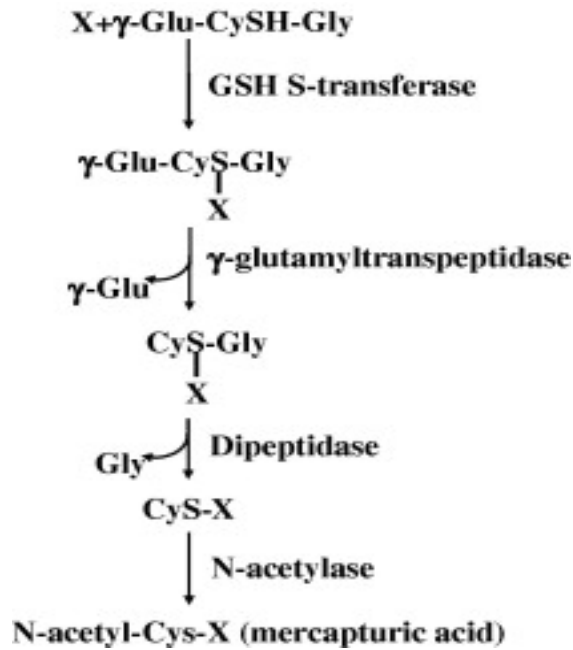 X+γ-Glu-CySH-Gly
GSH S-transferase
γ-Glu-CyS-Gly
X
γ-glutamyltranspeptidase
γ-Glu
CyS-Gly
X
Dipeptidase
Gly
CyS-X
N-acetylase
N-acetyl-Cys-X (mercapturic acid)